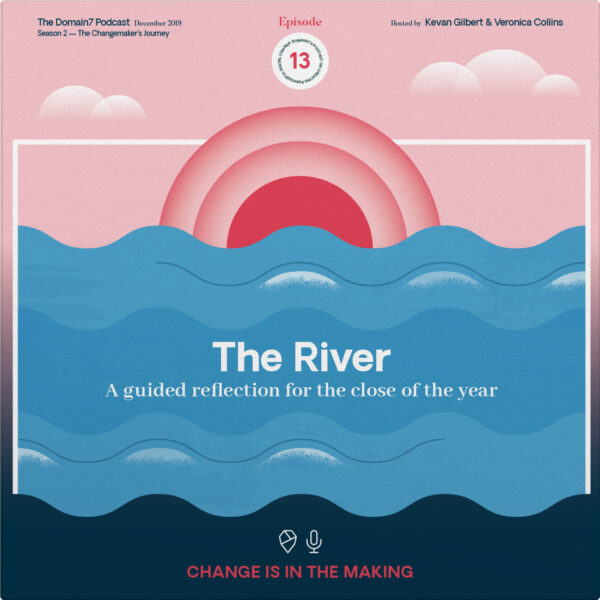 The Domain7 Podcast December 2019
Season 2 — The Changemaker's Journey
Episode
13
Hosted by Kevan Gilbert & Veronica Collins
The River
A guided reflection for the close of the year
CHANGE IS IN THE MAKING